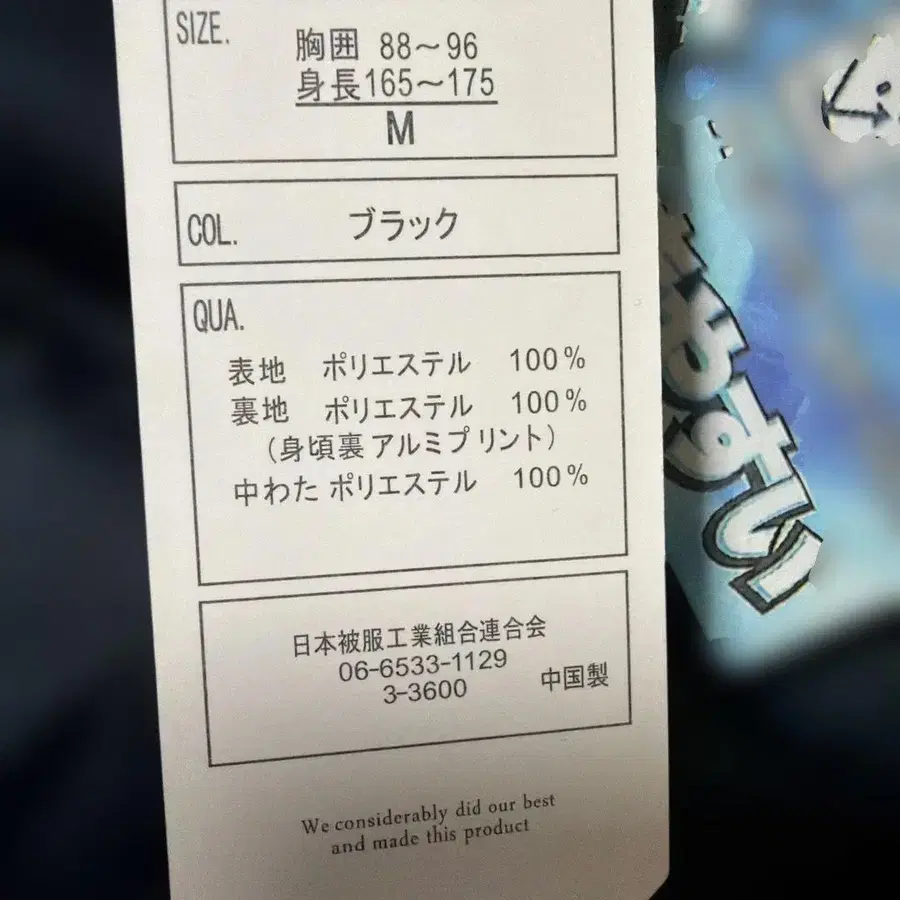 SIZE.
胸囲 88～96
身長165～175
M
COL. ブラック
QUA.
表地 ポリエステル 100%
裏地 ポリエステル 100%
(身頃裏 アルミプリント)
中わた ポリエステル 100%
日本被服工業組合連合会
06-6533-1129
3-3600 中国製
We considerably did our best
and made this product